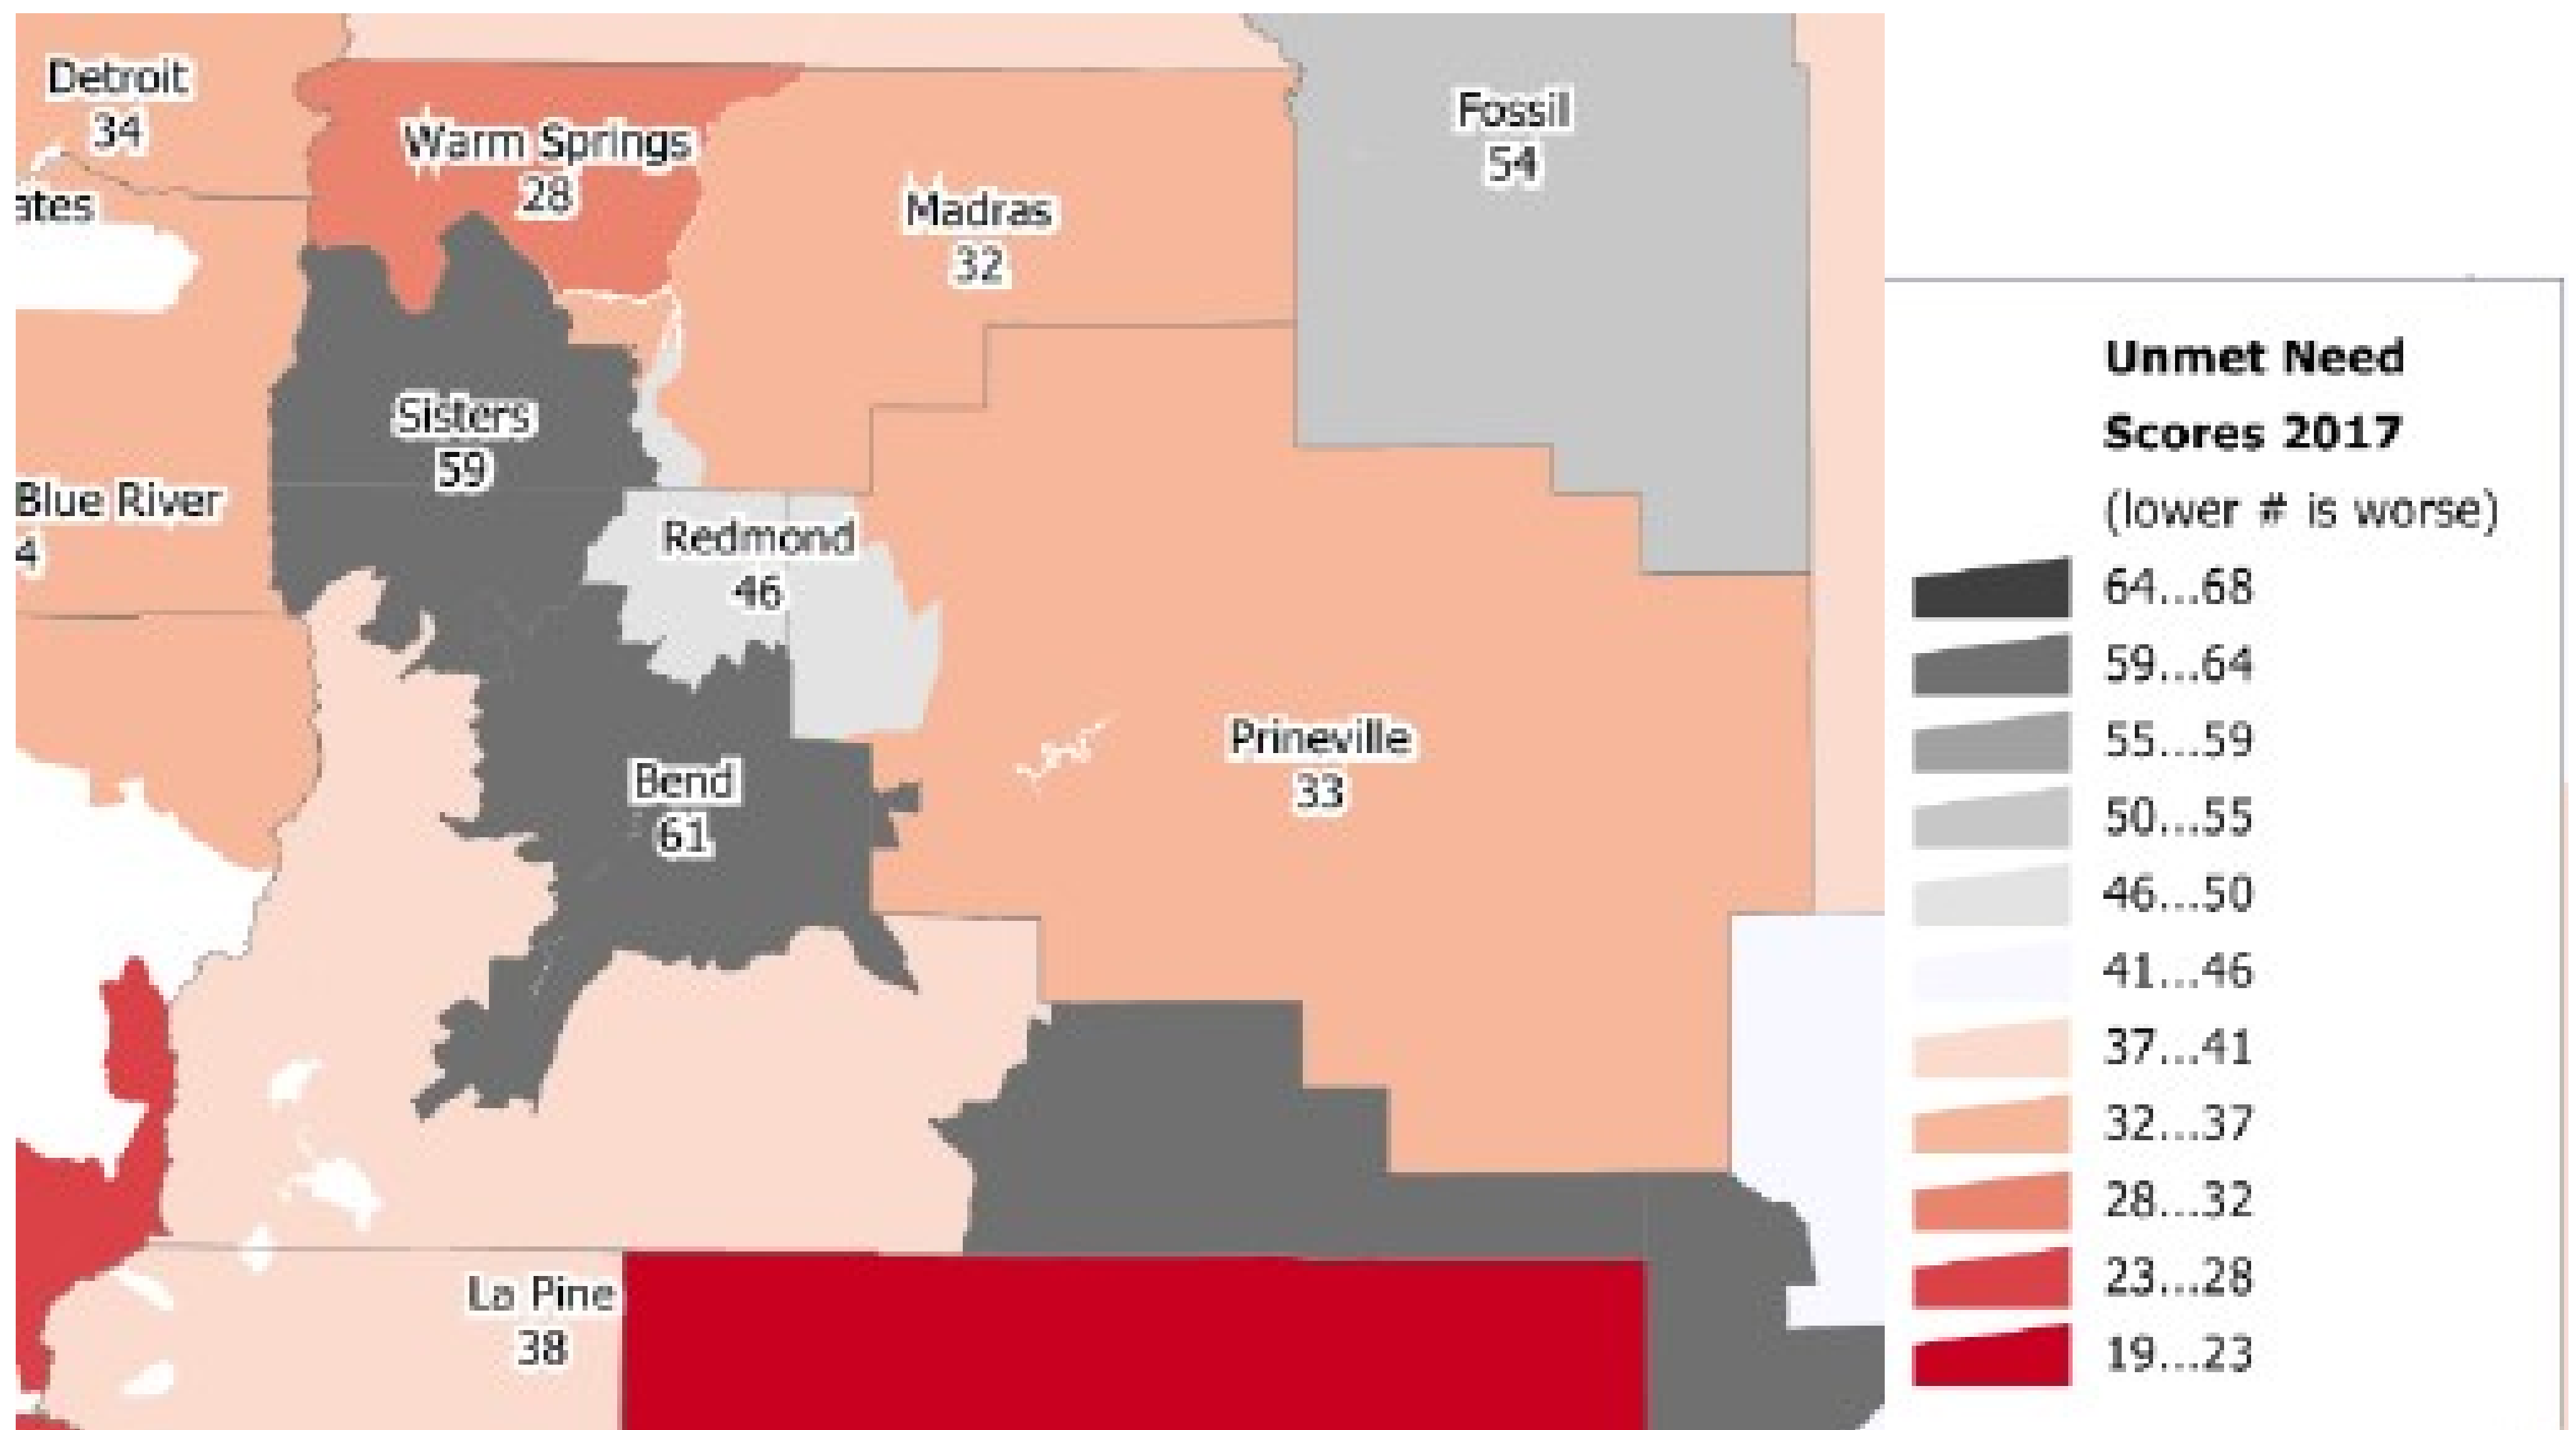 Detroit
34
ates
Warm Springs
28
Madras
32
Fossil
54
Sisters
59
Blue River
4
Redmond
46
Prineville
33
Bend
61
La Pine
38
Unmet Need
Scores 2017
(lower # is worse)
64...68
59...64
55...59
50...55
46...50
41...46
37...41
32...37
28...32
23...28
19...23